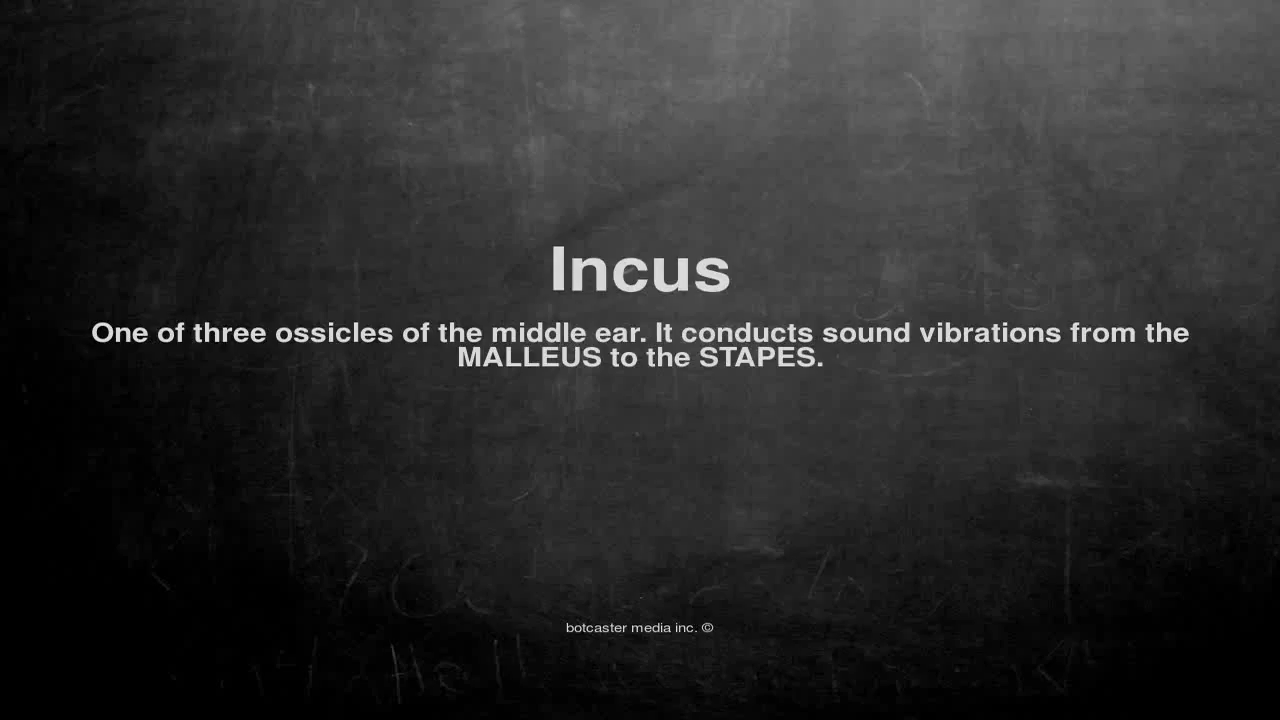 Incus
One of three ossicles of the middle ear. It conducts sound vibrations from the
MALLEUS to the STAPES.
botcaster media inc. ©